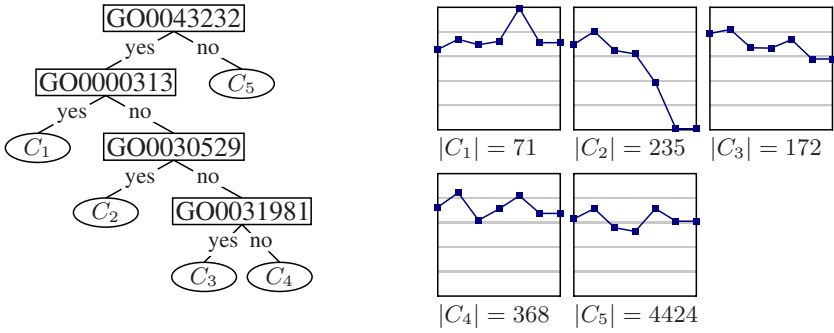 GO0043232
yes no
GO0000313
C5
yes no
C1
GO0030529
yes no
C2
GO0031981
yes no
C3
C4
|C1| = 71
|C2| = 235
|C3| = 172
|C4| = 368
|C5| = 4424